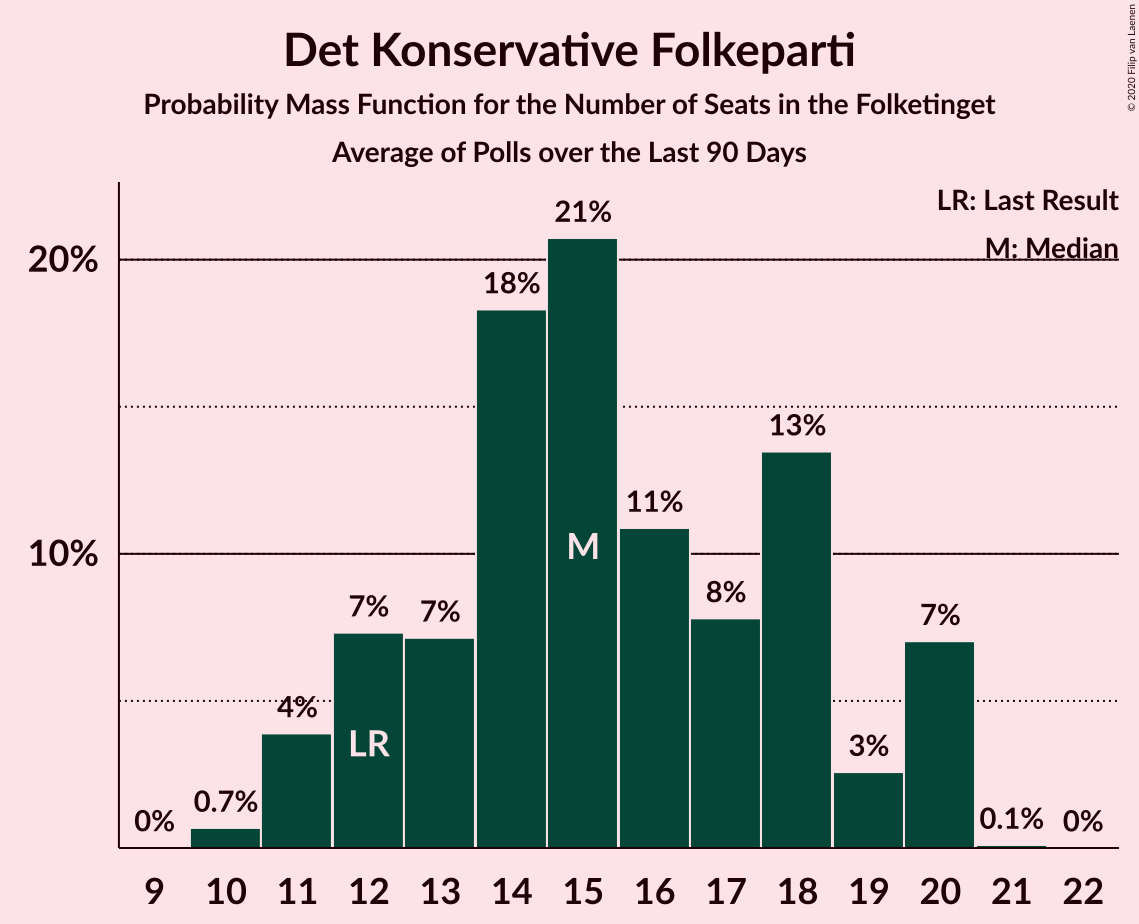 Det Konservative Folkeparti
Probability Mass Function for the Number of Seats in the Folketinget
Average of Polls over the Last 90 Days
© 2020 Filip van Laenen
LR: Last Result
M: Median
20%
10%
0%
0.7%
4%
7%
7%
18%
21%
11%
8%
13%
3%
7%
0.1%
0%
LR
M
9 10 11 12 13 14 15 16 17 18 19 20 21 22